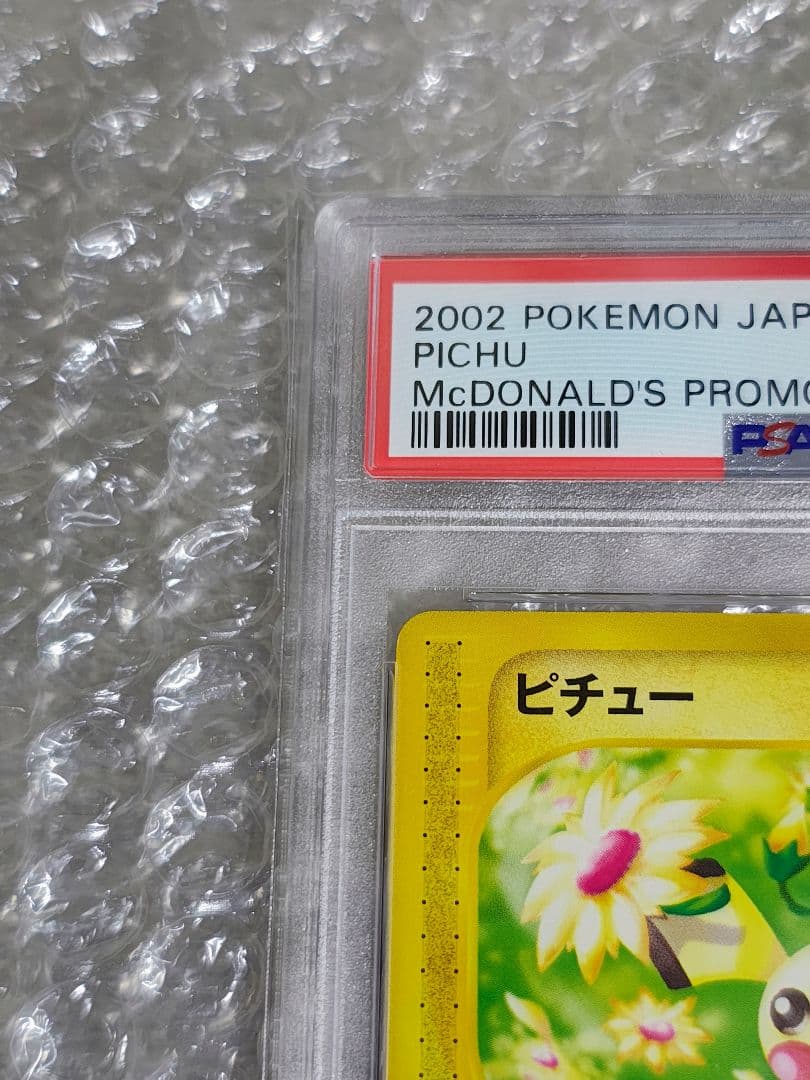 2002 POKEMON JAP
PICHU
McDONALD'S PROMO
PSA
ピチュー